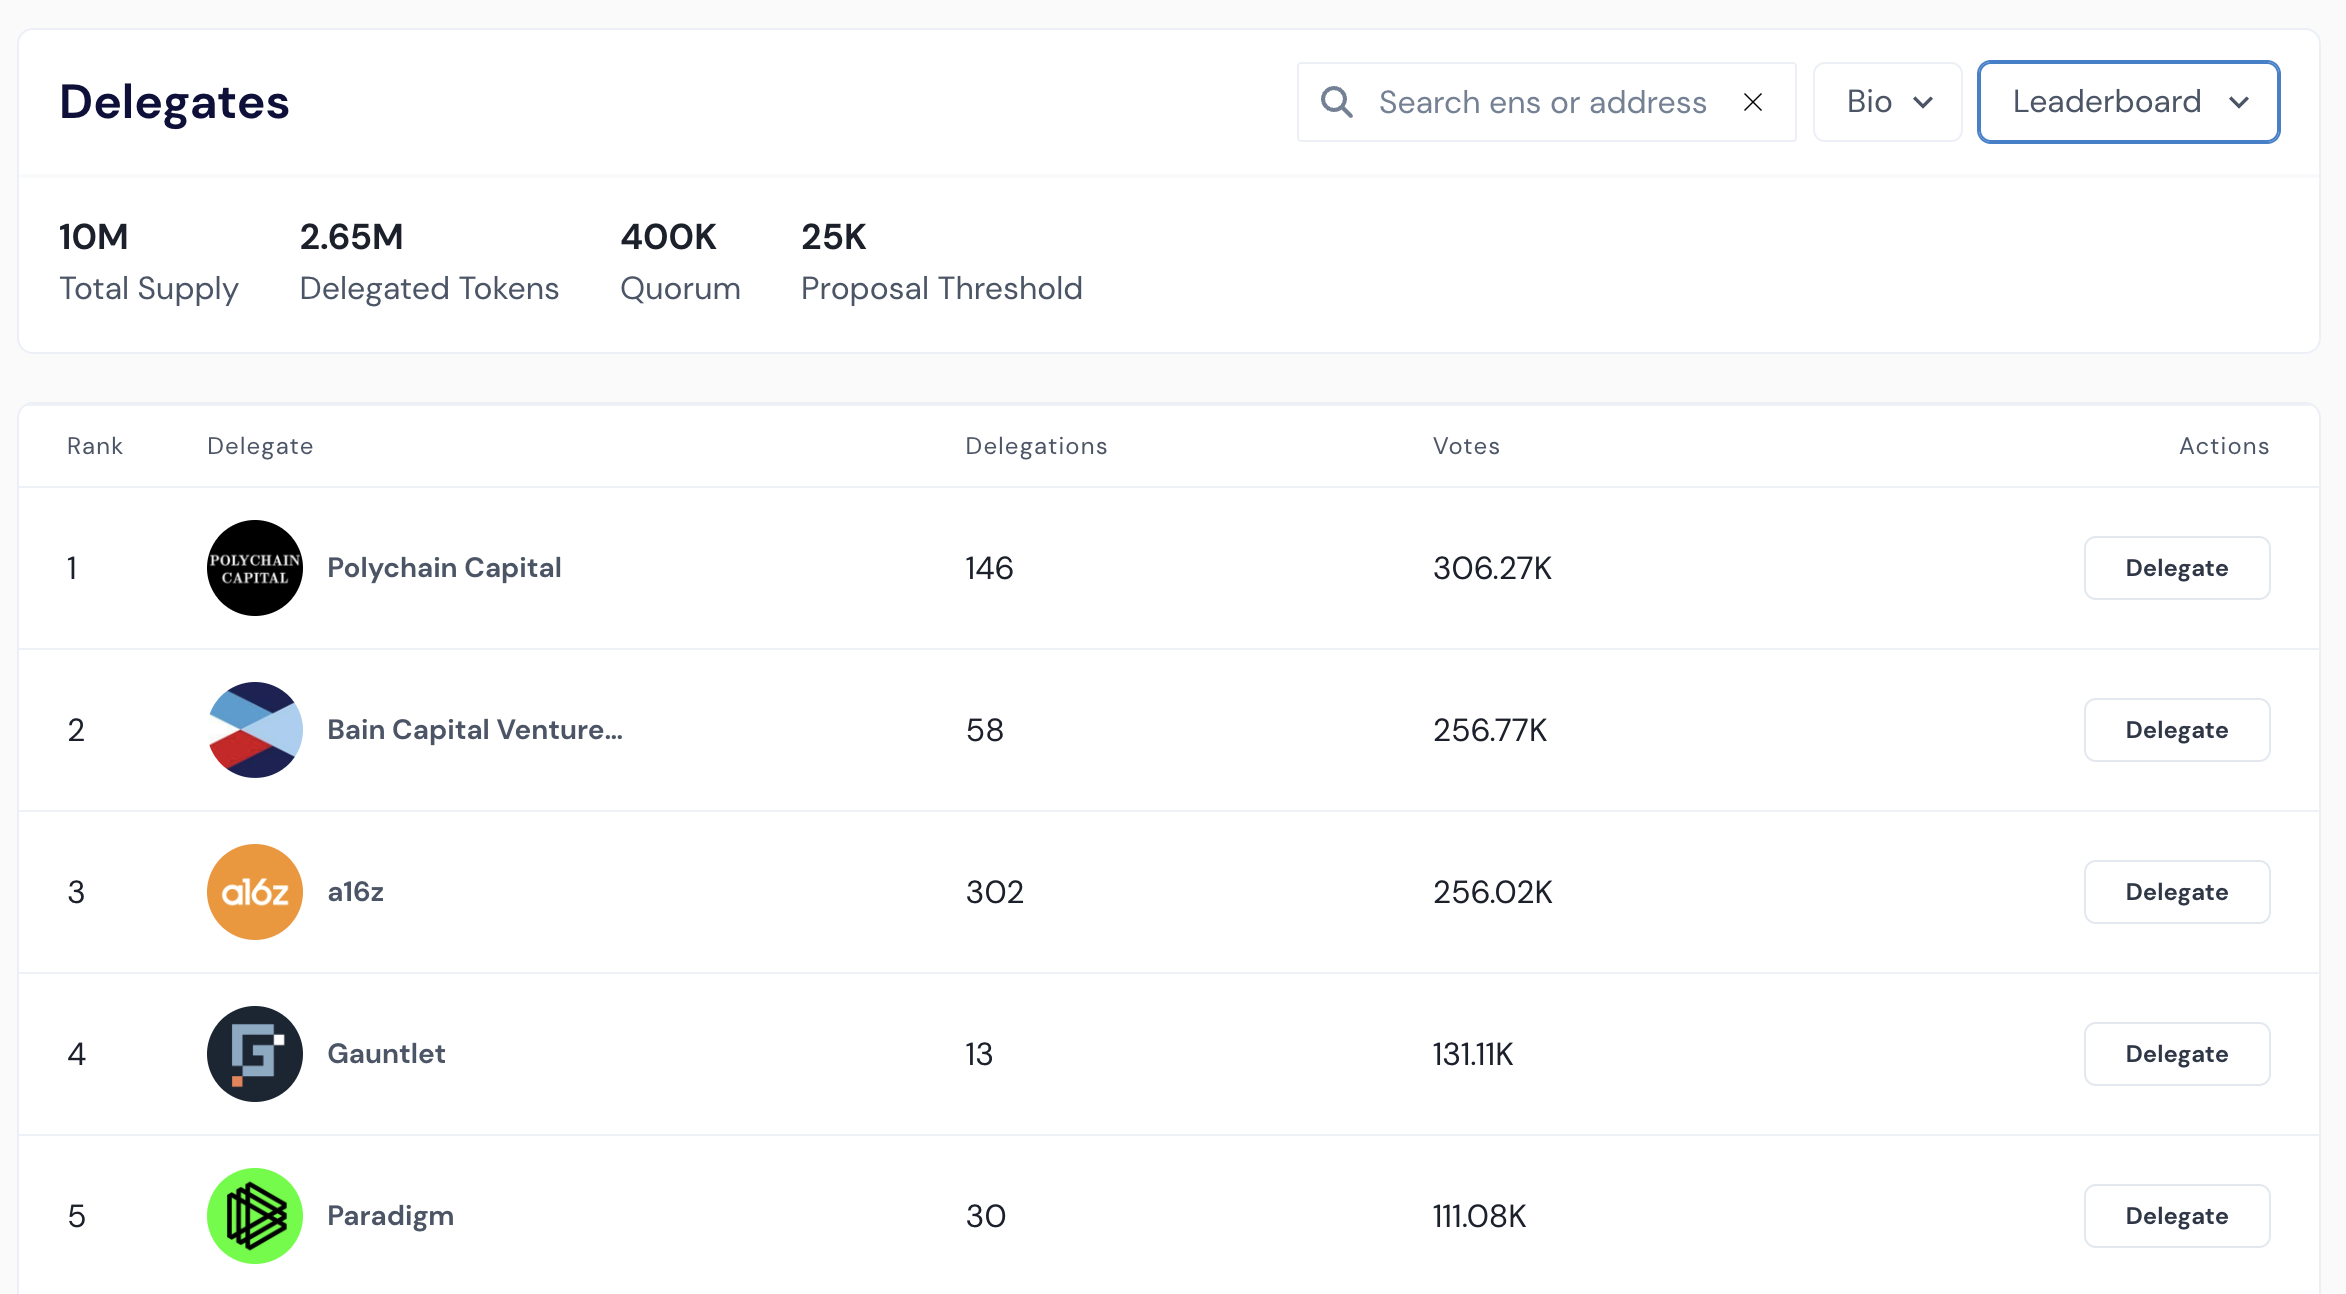 Delegates
Search ens or address
Bio
Leaderboard
10M
2.65M
400K
25K
Total Supply
Delegated Tokens
Quorum
Proposal Threshold
Rank Delegate Delegations Votes Actions
1 POLYCHAIN CAPITAL Polychain Capital 146 306.27K Delegate
2 Bain Capital Venture... 58 256.77K Delegate
3 a16z a16z 302 256.02K Delegate
4 Gauntlet 13 131.11K Delegate
5 Paradigm 30 111.08K Delegate